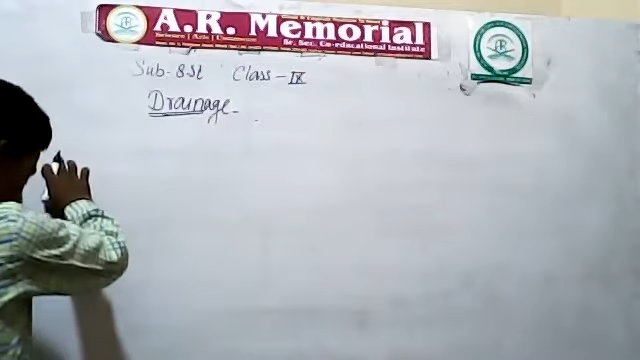 A.R. Memorial
Sr. Sec. Co-educational Institute
Sub-SSt Class-IX
Drainage-